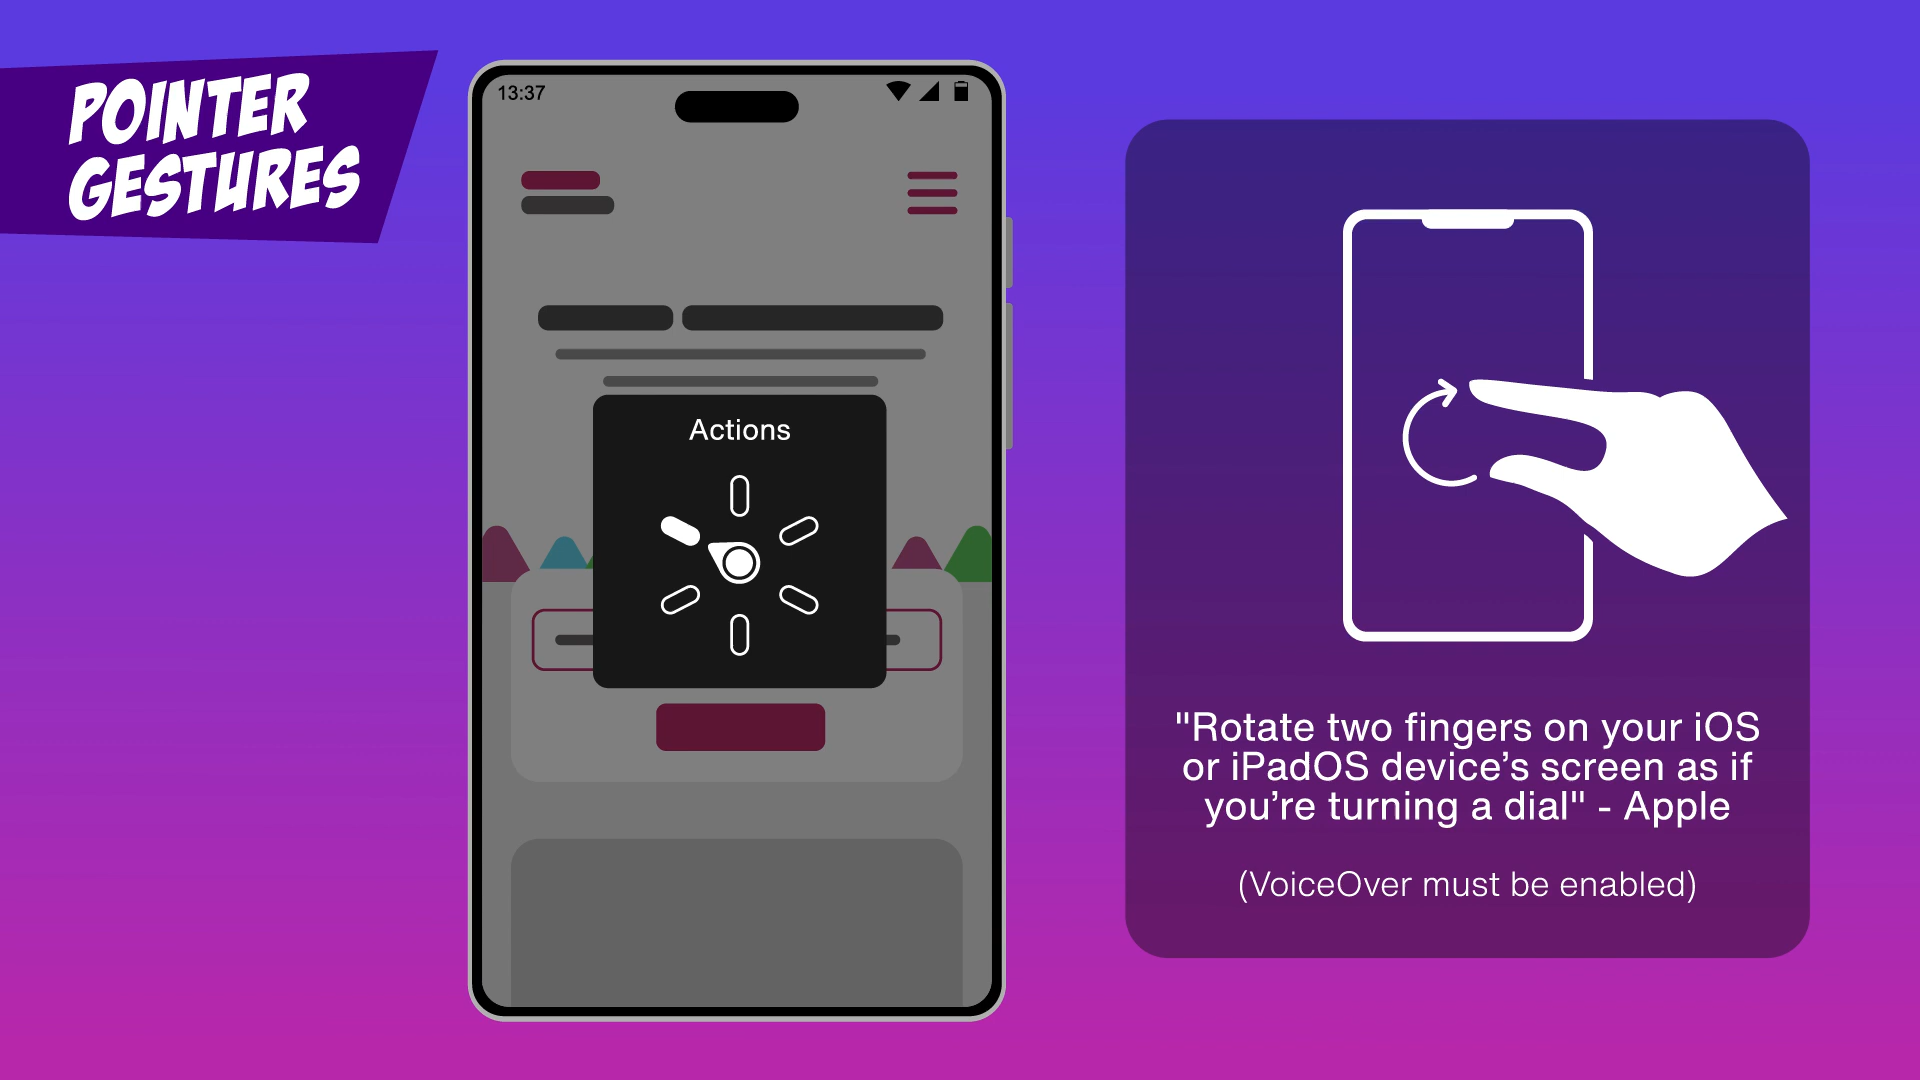 POINTER
GESTURES
13:37
Actions
"Rotate two fingers on your iOS
or iPadOS device’s screen as if
you’re turning a dial" - Apple
(VoiceOver must be enabled)